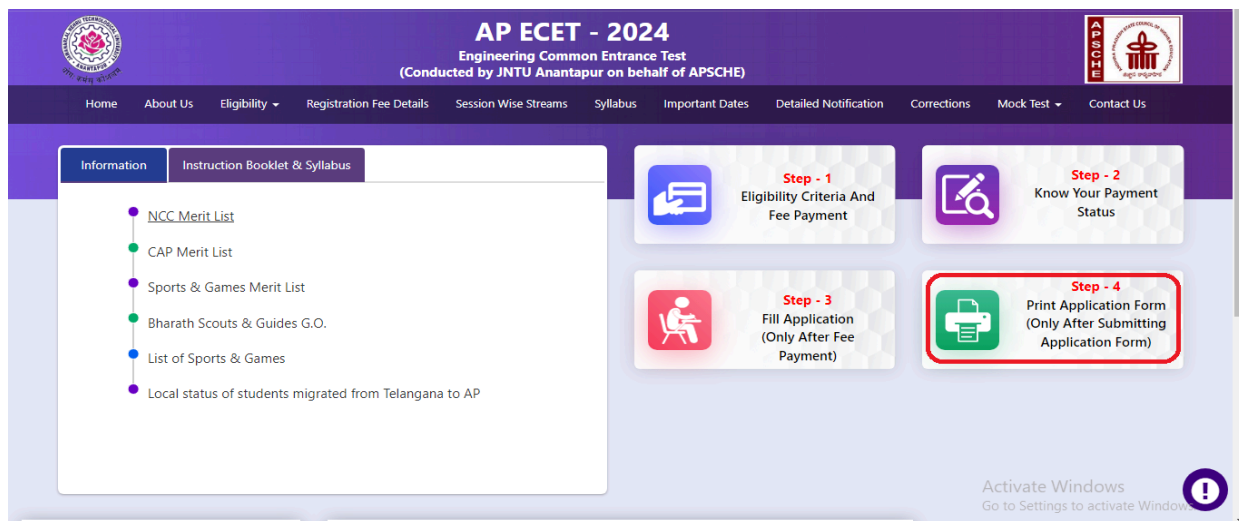 AP ECET - 2024
Engineering Common Entrance Test
(Conducted by JNTU Anantapur on behalf of APSCHE)
APSCHE
Home About Us Eligibility Registration Fee Details Session Wise Streams Syllabus Important Dates Detailed Notification Corrections Mock Test Contact Us
Information Instruction Booklet & Syllabus
NCC Merit List
CAP Merit List
Sports & Games Merit List
Bharath Scouts & Guides G.O.
List of Sports & Games
Local status of students migrated from Telangana to AP
Step - 1
Eligibility Criteria And
Fee Payment
Step - 2
Know Your Payment
Status
Step - 3
Fill Application
(Only After Fee
Payment)
Step - 4
Print Application Form
(Only After Submitting
Application Form)
Activate Windows
Go to Settings to activate Window